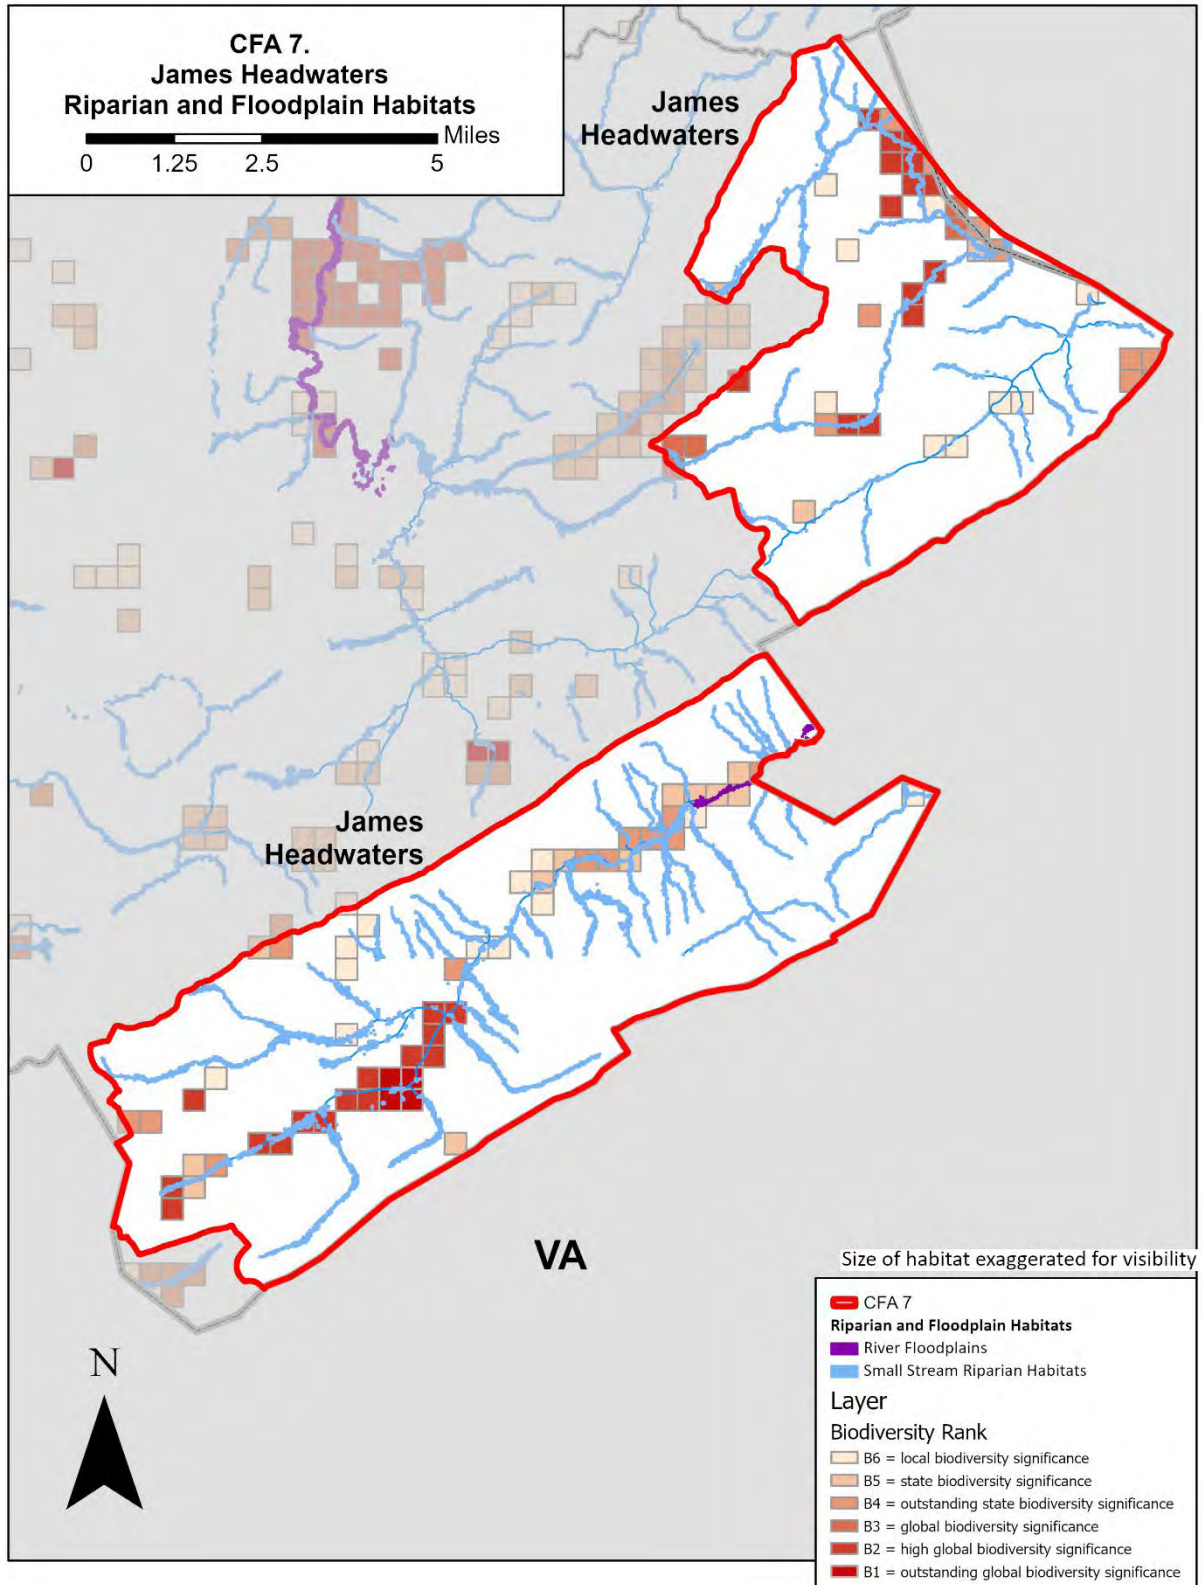 CFA 7.
James Headwaters
Riparian and Floodplain Habitats
Miles
0 1.25 2.5 5
James
Headwaters
James
Headwaters
VA
N
Size of habitat exaggerated for visibility
CFA 7
Riparian and Floodplain Habitats
River Floodplains
Small Stream Riparian Habitats
Layer
Biodiversity Rank
B6 = local biodiversity significance
B5 = state biodiversity significance
B4 = outstanding state biodiversity significance
B3 = global biodiversity significance
B2 = high global biodiversity significance
B1 = outstanding global biodiversity significance